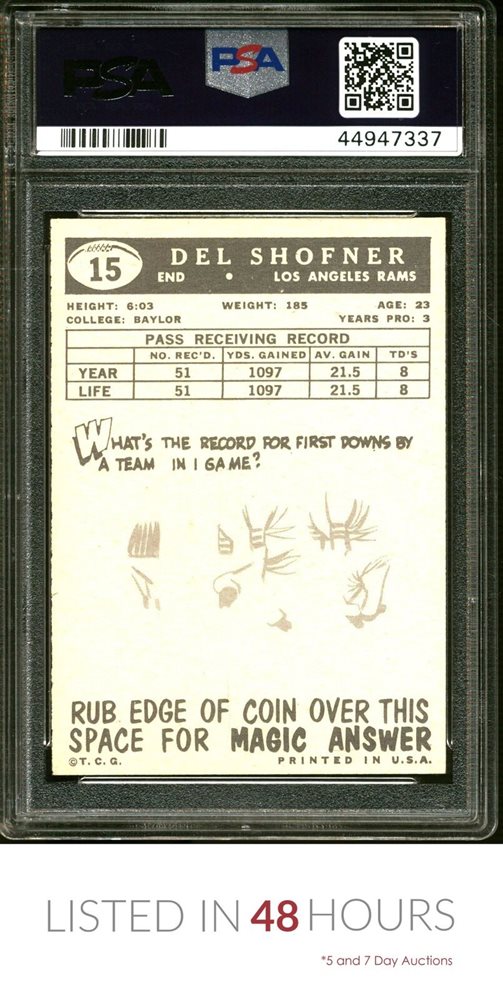 PSA PSA
44947337
15 DEL SHOFNER
END • LOS ANGELES RAMS
HEIGHT: 6:03 WEIGHT: 185 AGE: 23
COLLEGE: BAYLOR YEARS PRO: 3
PASS RECEIVING RECORD
NO. REC'D. YDS. GAINED AV. GAIN TD'S
YEAR 51 1097 21.5 8
LIFE 51 1097 21.5 8
WHAT'S THE RECORD FOR FIRST DOWNS BY
A TEAM IN 1 GAME?
RUB EDGE OF COIN OVER THIS
SPACE FOR MAGIC ANSWER
©T.C.G. PRINTED IN U.S.A.
LISTED IN 48 HOURS
*5 and 7 Day Auctions